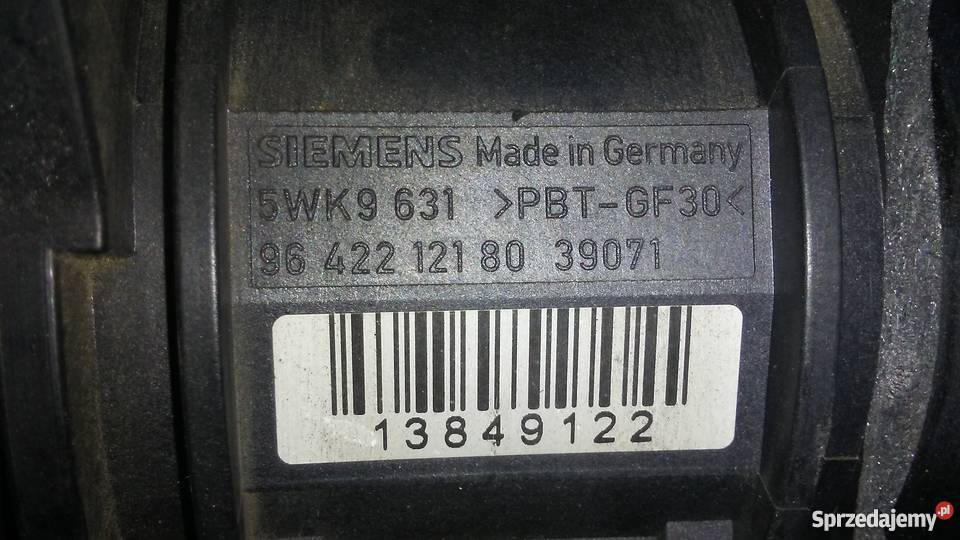 SIEMENS Made in Germany
5WK9 631 >PBT-GF30<
96 422 121 80 39071
13849122
Sprzedajemy.pl